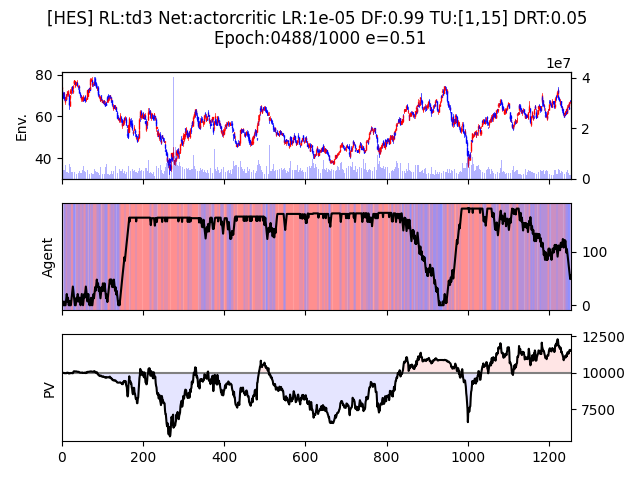 [HES] RL:td3 Net:actorcritic LR:1e-05 DF:0.99 TU:[1,15] DRT:0.05
Epoch:0488/1000 e=0.51
1e7
80
60
40
Env.
4
2
0
Agent
100
0
PV
12500
10000
7500
0 200 400 600 800 1000 1200